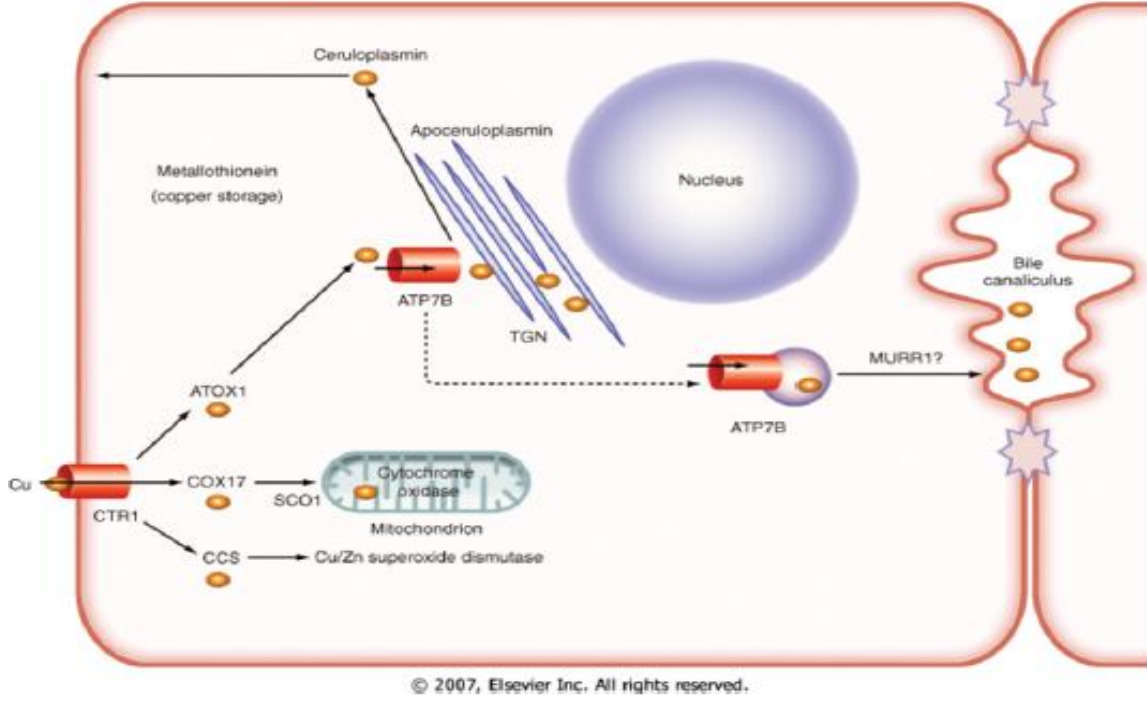 Ceruloplasmin
Apoceruloplasmin
Metallothionein
(copper storage)
Nucleus
Bile
canaliculus
ATP7B
TGN
MURR1?
ATOX1
ATP7B
Cu
COX17
SCO1
Cytochrome
oxidase
CTR1
Mitochondrion
CCS
Cu/Zn superoxide dismutase
© 2007, Elsevier Inc. All rights reserved.